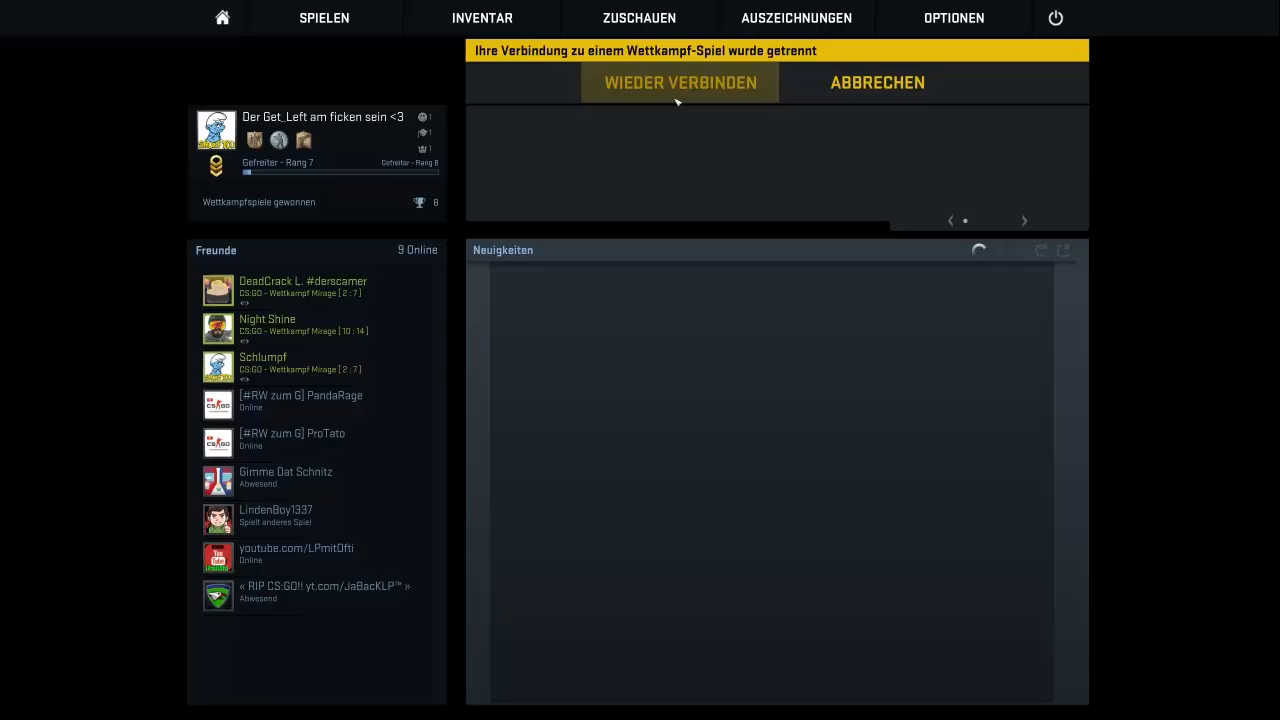 SPIELEN INVENTAR ZUSCHAUEN AUSZEICHNUNGEN OPTIONEN
Ihre Verbindung zu einem Wettkampf-Spiel wurde getrennt
WIEDER VERBINDEN ABBRECHEN
Der Get_Left am ficken sein <3
1
1
1
Gefreiter - Rang 7 Gefreiter - Rang 8
Wettkampfspiele gewonnen 8
Freunde 9 Online
DeadCrack L. #derscamer
CS:GO - Wettkampf Mirage [ 2 : 7 ]
Night Shine
CS:GO - Wettkampf Mirage [ 10 : 14 ]
Schlumpf
CS:GO - Wettkampf Mirage [ 2 : 7 ]
[#RW zum G] PandaRage
Online
[#RW zum G] ProTato
Online
Gimme Dat Schnitz
Abwesend
LindenBoy1337
Spielt anderes Spiel
youtube.com/LPmitOfti
Online
« RIP CS:GO!! yt.com/JaBacKLP™ »
Abwesend
Neuigkeiten